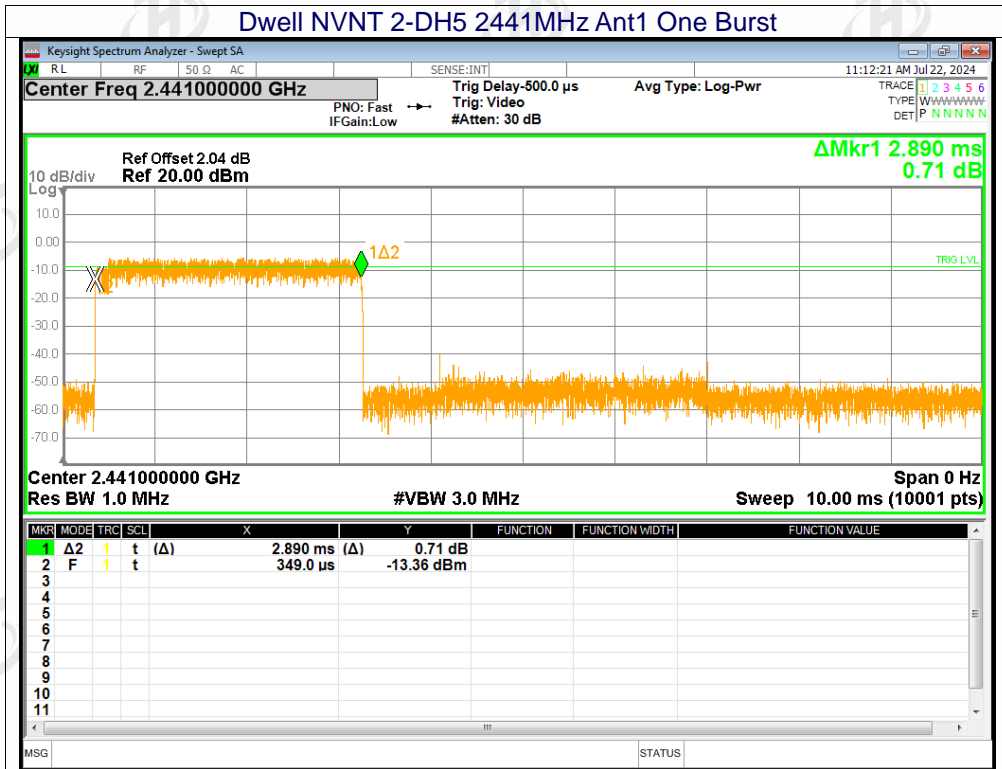 Dwell NVNT 2-DH5 2441MHz Ant1 One Burst
Keysight Spectrum Analyzer - Swept SA
LXI RL RF 50 Ω AC SENSE:INT 11:12:21 AM Jul 22, 2024
Center Freq 2.441000000 GHz Trig Delay-500.0 µs Avg Type: Log-Pwr TRACE 1 2 3 4 5 6
PNO: Fast Trig: Video TYPE WWWWWWW
IFGain:Low #Atten: 30 dB DET P N N N N N
ΔMkr1 2.890 ms
0.71 dB
Ref Offset 2.04 dB
10 dB/div Ref 20.00 dBm
Log
10.0
0.00
1Δ2
TRIG LVL
-10.0
-20.0
-30.0
-40.0
-50.0
-60.0
-70.0
Center 2.441000000 GHz Span 0 Hz
Res BW 1.0 MHz #VBW 3.0 MHz Sweep 10.00 ms (10001 pts)
MKR MODE TRC SCL X Y FUNCTION FUNCTION WIDTH FUNCTION VALUE
1 Δ2 1 t (Δ) 2.890 ms (Δ) 0.71 dB
2 F 1 t 349.0 µs -13.36 dBm
3
4
5
6
7
8
9
10
11
MSG STATUS